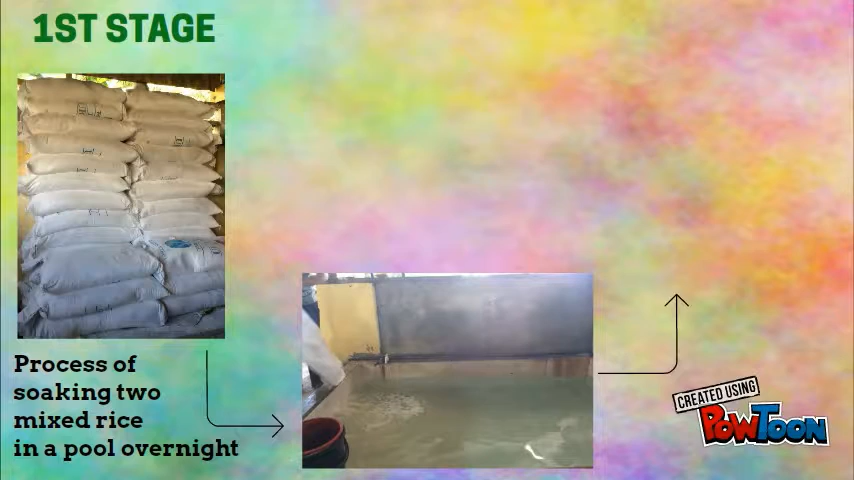 1ST STAGE
Process of
soaking two
mixed rice
in a pool overnight
CREATED USING
POWTOON